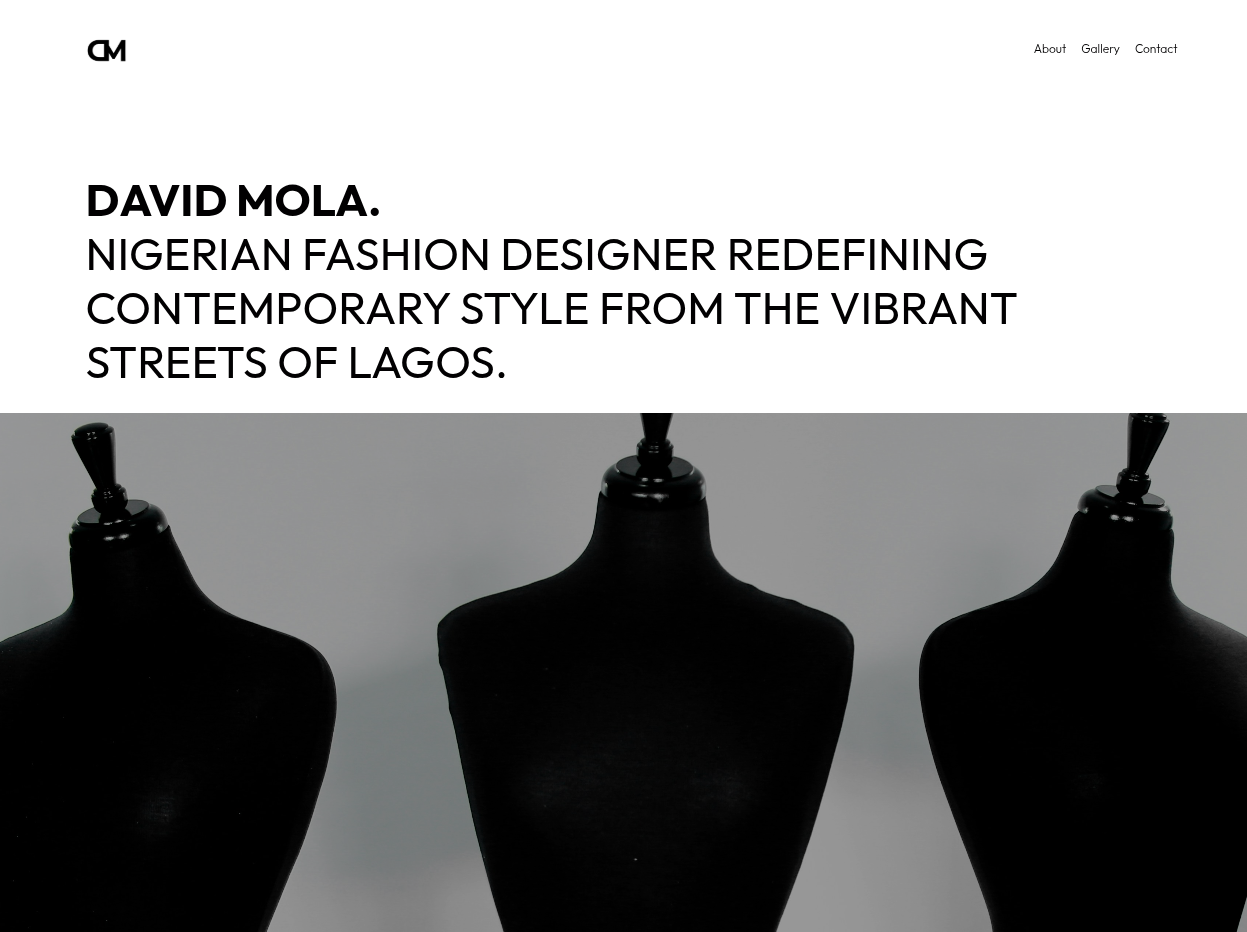 DM
About Gallery Contact
DAVID MOLA.
NIGERIAN FASHION DESIGNER REDEFINING
CONTEMPORARY STYLE FROM THE VIBRANT
STREETS OF LAGOS.